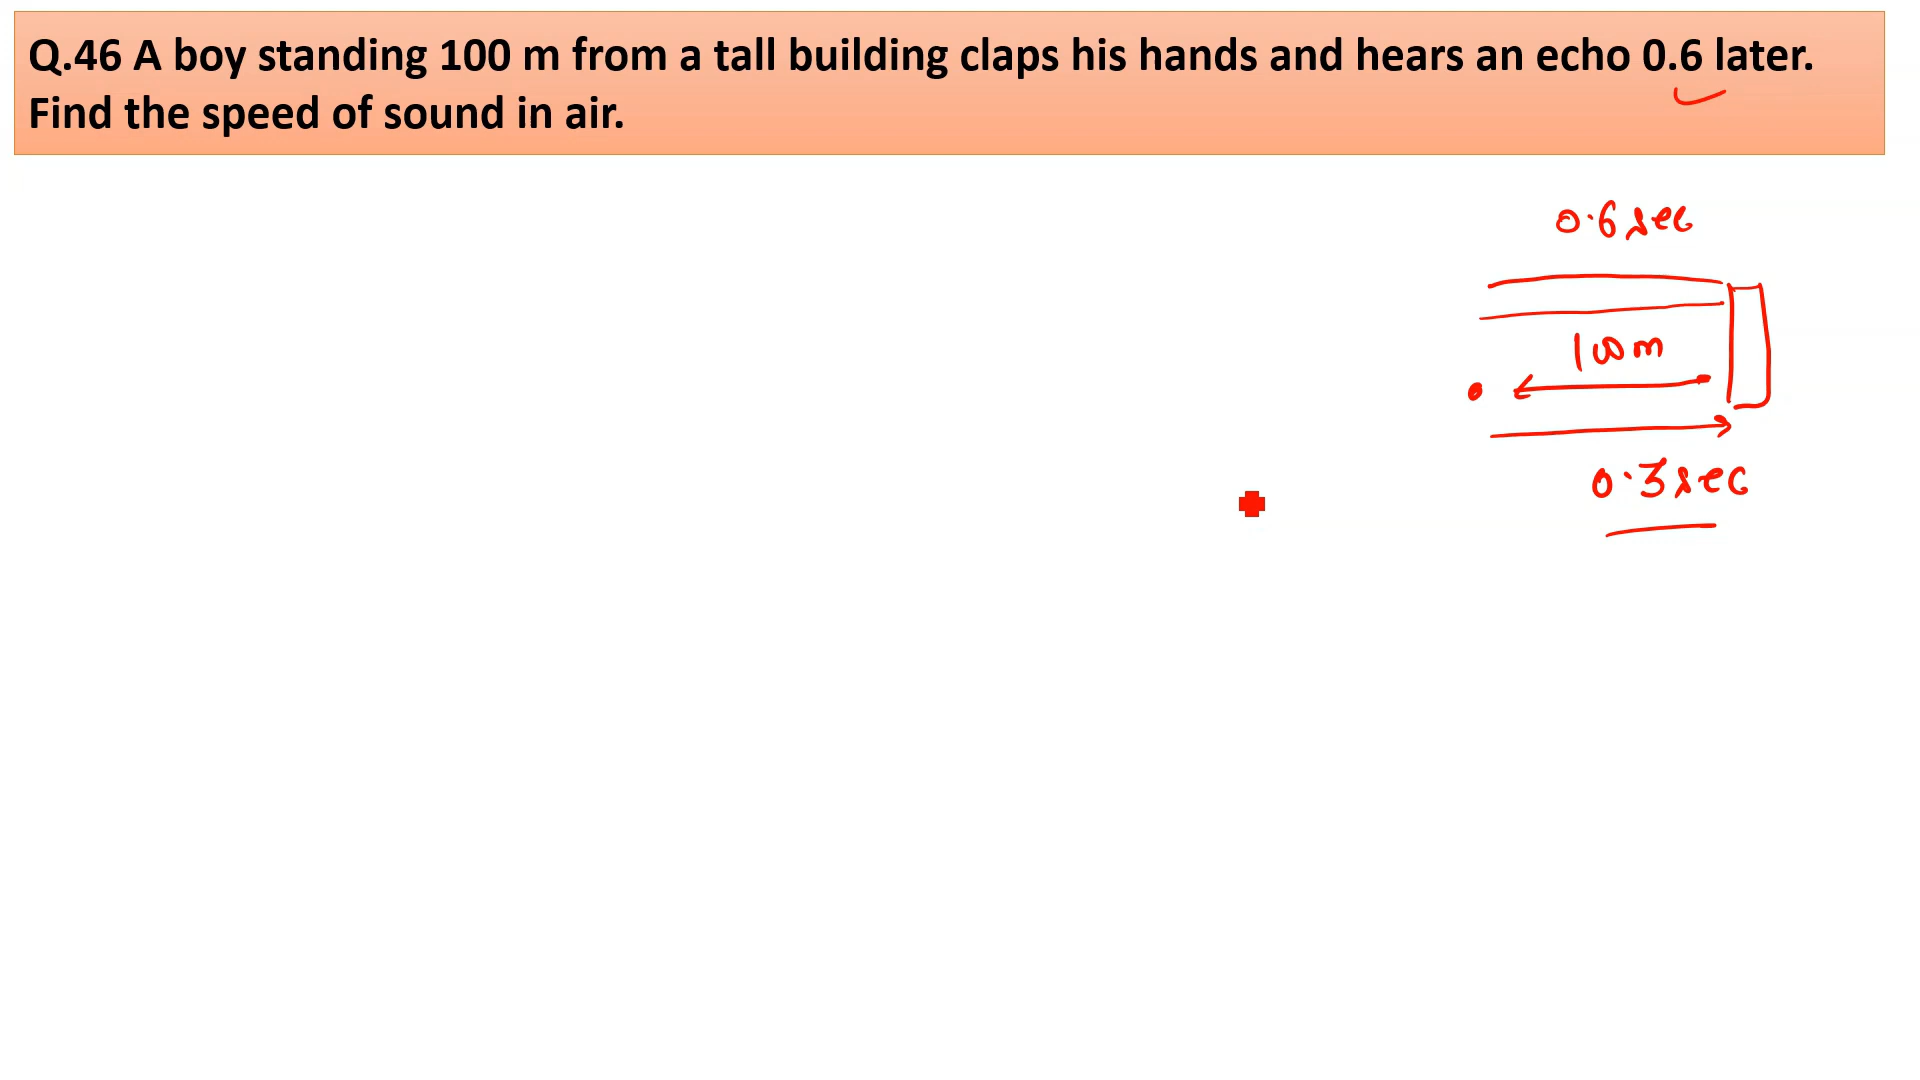 Q.46 A boy standing 100 m from a tall building claps his hands and hears an echo 0.6 later.
Find the speed of sound in air.
0.6 sec
100 m
0.3 sec